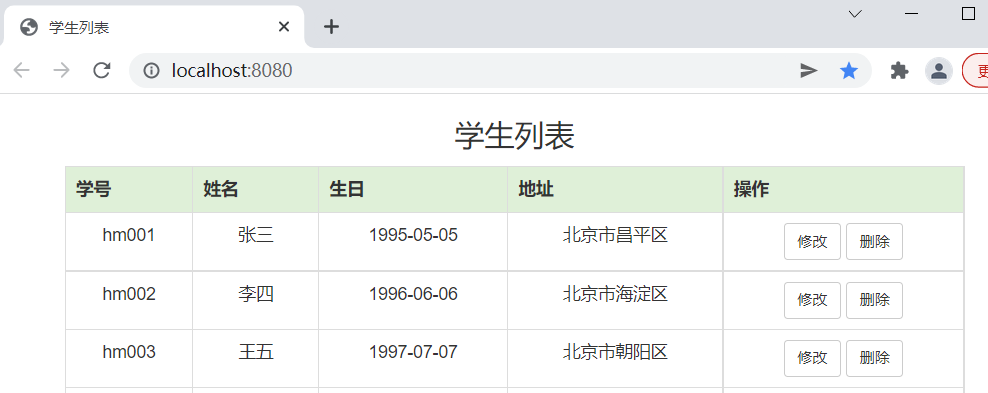 学生列表
localhost:8080
学生列表
学号 姓名 生日 地址 操作
hm001 张三 1995-05-05 北京市昌平区 修改 删除
hm002 李四 1996-06-06 北京市海淀区 修改 删除
hm003 王五 1997-07-07 北京市朝阳区 修改 删除